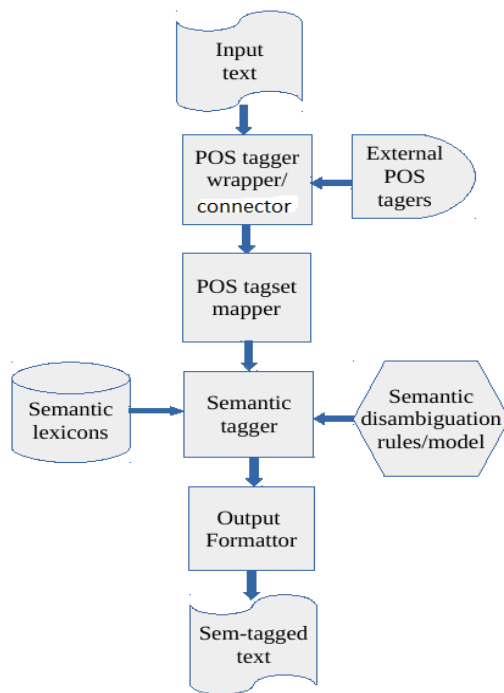 Input
text
POS tagger
wrapper/
connector
External
POS
tagers
POS tagset
mapper
Semantic
lexicons
Semantic
tagger
Semantic
disambiguation
rules/model
Output
Formattor
Sem-tagged
text